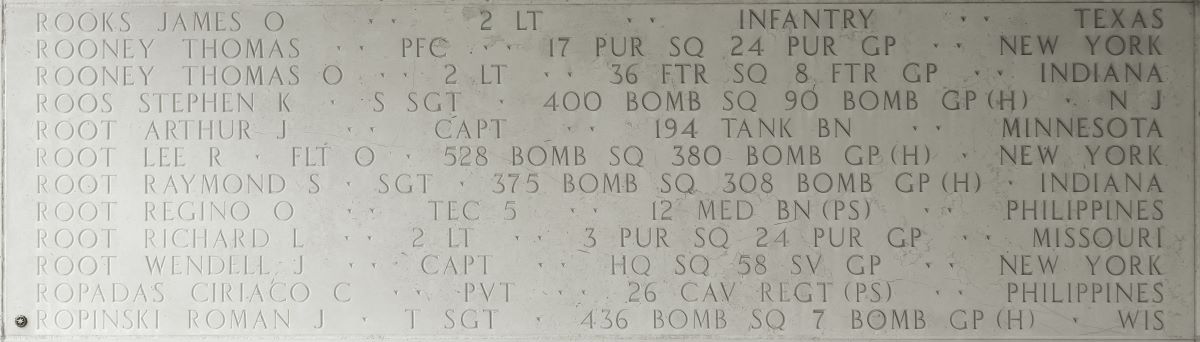 ROOKS JAMES O · · 2 LT · · INFANTRY · · TEXAS
ROONEY THOMAS · · PFC · · 17 PUR SQ 24 PUR GP · · NEW YORK
ROONEY THOMAS O · · 2 LT · · 36 FTR SQ 8 FTR GP · · INDIANA
ROOS STEPHEN K · S SGT · 400 BOMB SQ 90 BOMB GP (H) · N J
ROOT ARTHUR J · · CAPT · · 194 TANK BN · · MINNESOTA
ROOT LEE R · FLT O · 528 BOMB SQ 380 BOMB GP (H) · NEW YORK
ROOT RAYMOND S · SGT · 375 BOMB SQ 308 BOMB GP (H) · INDIANA
ROOT REGINO O · · TEC 5 · · 12 MED BN (PS) · · PHILIPPINES
ROOT RICHARD L · · 2 LT · · 3 PUR SQ 24 PUR GP · · MISSOURI
ROOT WENDELL J · · CAPT · · HQ SQ 58 SV GP · · NEW YORK
ROPADAS CIRIACO C · · PVT · · 26 CAV REGT (PS) · · PHILIPPINES
ROPINSKI ROMAN J · T SGT · 436 BOMB SQ 7 BOMB GP (H) · WIS